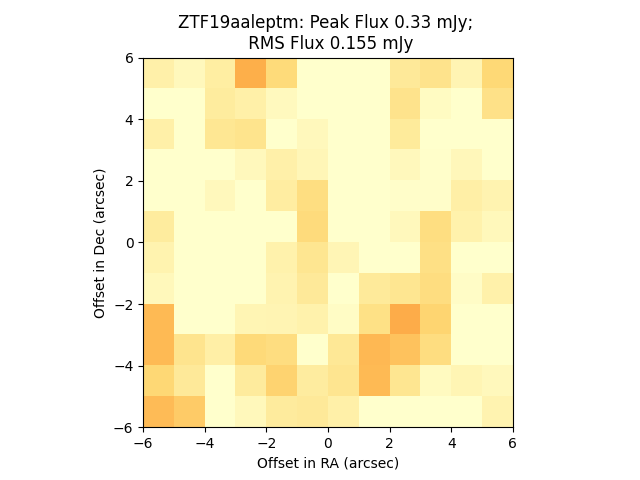 ZTF19aaleptm: Peak Flux 0.33 mJy;
RMS Flux 0.155 mJy
6
4
2
0
−2
−4
−6
Offset in Dec (arcsec)
−6 −4 −2 0 2 4 6
Offset in RA (arcsec)